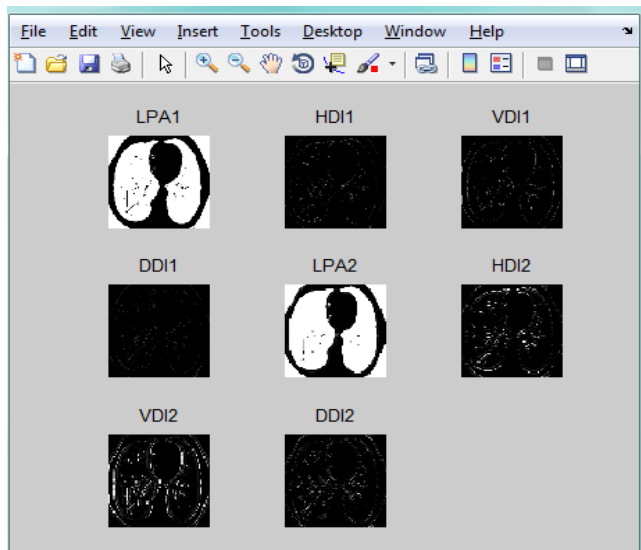 File Edit View Insert Tools Desktop Window Help
LPA1 HDI1 VDI1
DDI1 LPA2 HDI2
VDI2 DDI2